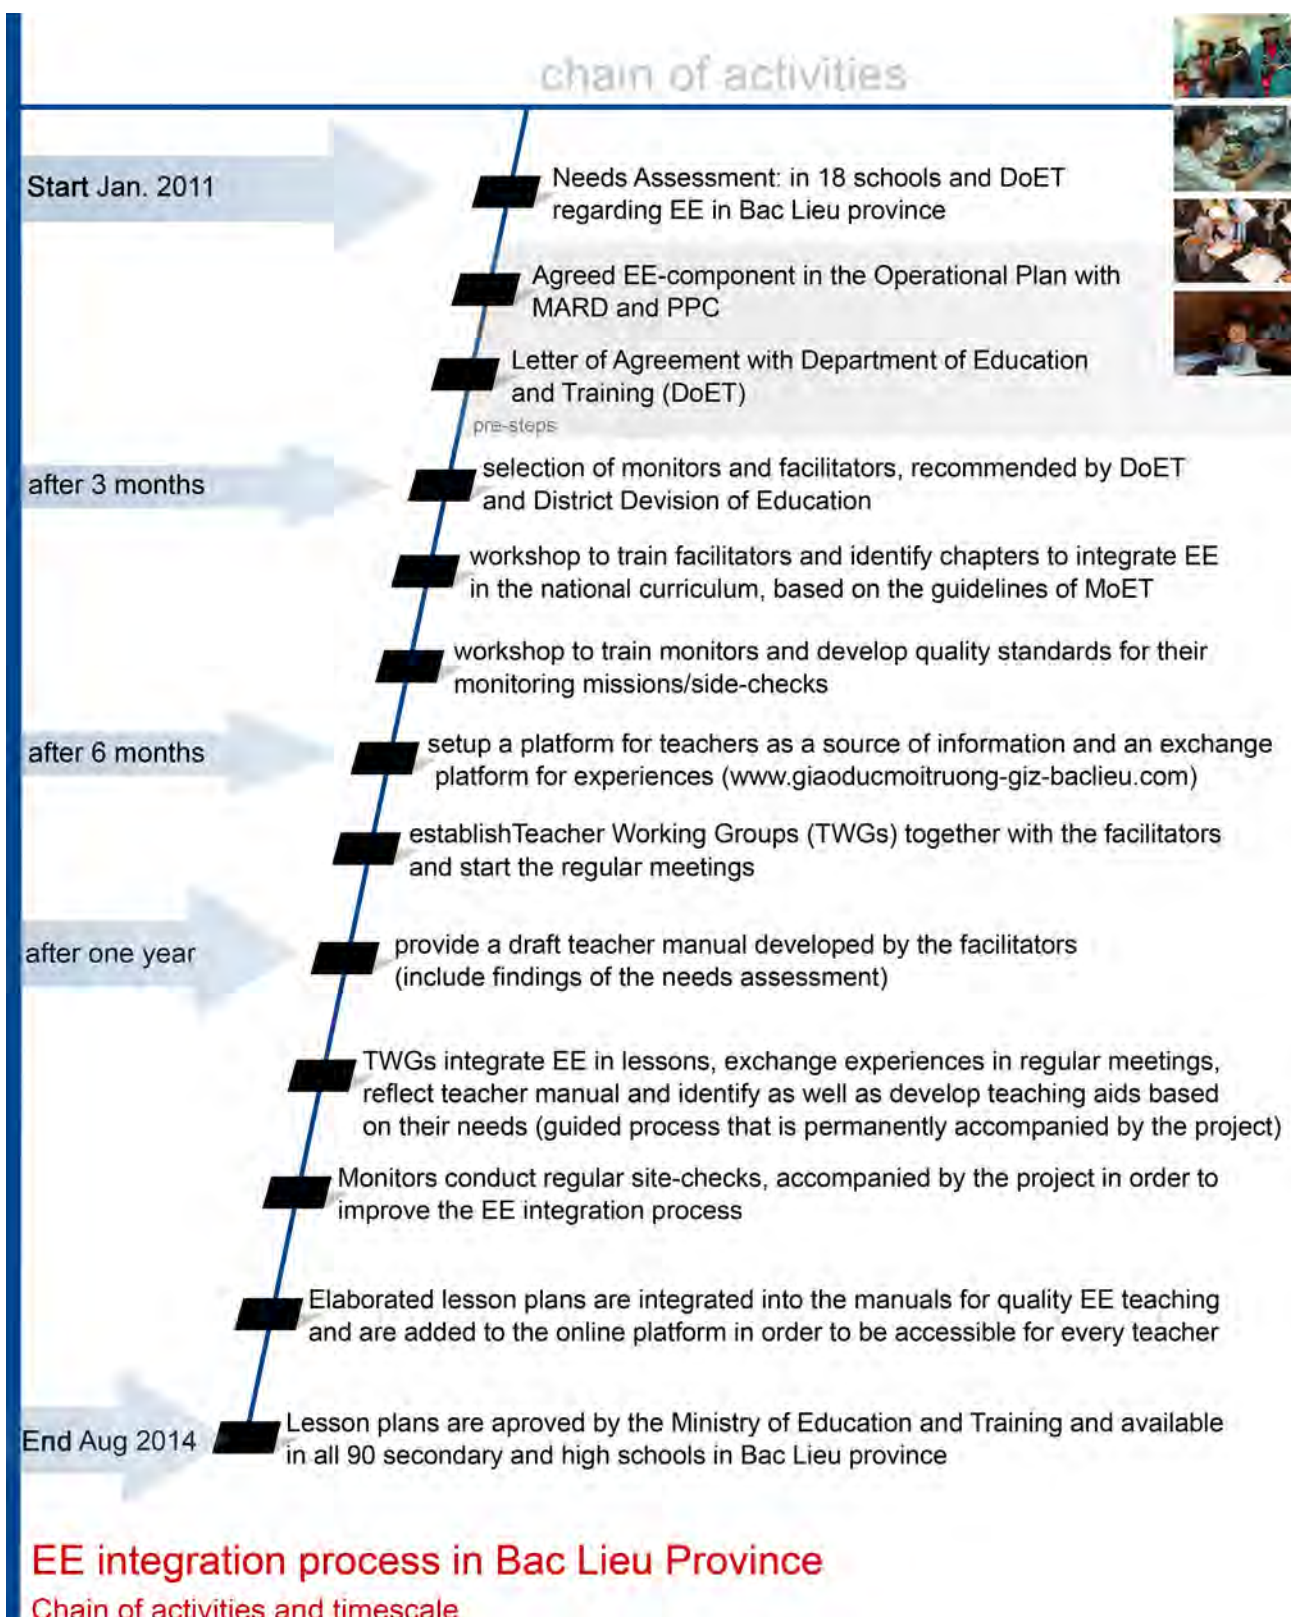 chain of activities
Start Jan. 2011
Needs Assessment: in 18 schools and DoET
regarding EE in Bac Lieu province
Agreed EE-component in the Operational Plan with
MARD and PPC
Letter of Agreement with Department of Education
and Training (DoET)
pre-steps
after 3 months
selection of monitors and facilitators, recommended by DoET
and District Devision of Education
workshop to train facilitators and identify chapters to integrate EE
in the national curriculum, based on the guidelines of MoET
workshop to train monitors and develop quality standards for their
monitoring missions/side-checks
after 6 months
setup a platform for teachers as a source of information and an exchange
platform for experiences (www.giaoducmoitruong-giz-baclieu.com)
establishTeacher Working Groups (TWGs) together with the facilitators
and start the regular meetings
after one year
provide a draft teacher manual developed by the facilitators
(include findings of the needs assessment)
TWGs integrate EE in lessons, exchange experiences in regular meetings,
reflect teacher manual and identify as well as develop teaching aids based
on their needs (guided process that is permanently accompanied by the project)
Monitors conduct regular site-checks, accompanied by the project in order to
improve the EE integration process
Elaborated lesson plans are integrated into the manuals for quality EE teaching
and are added to the online platform in order to be accessible for every teacher
End Aug 2014
Lesson plans are aproved by the Ministry of Education and Training and available
in all 90 secondary and high schools in Bac Lieu province
EE integration process in Bac Lieu Province
Chain of activities and timescale